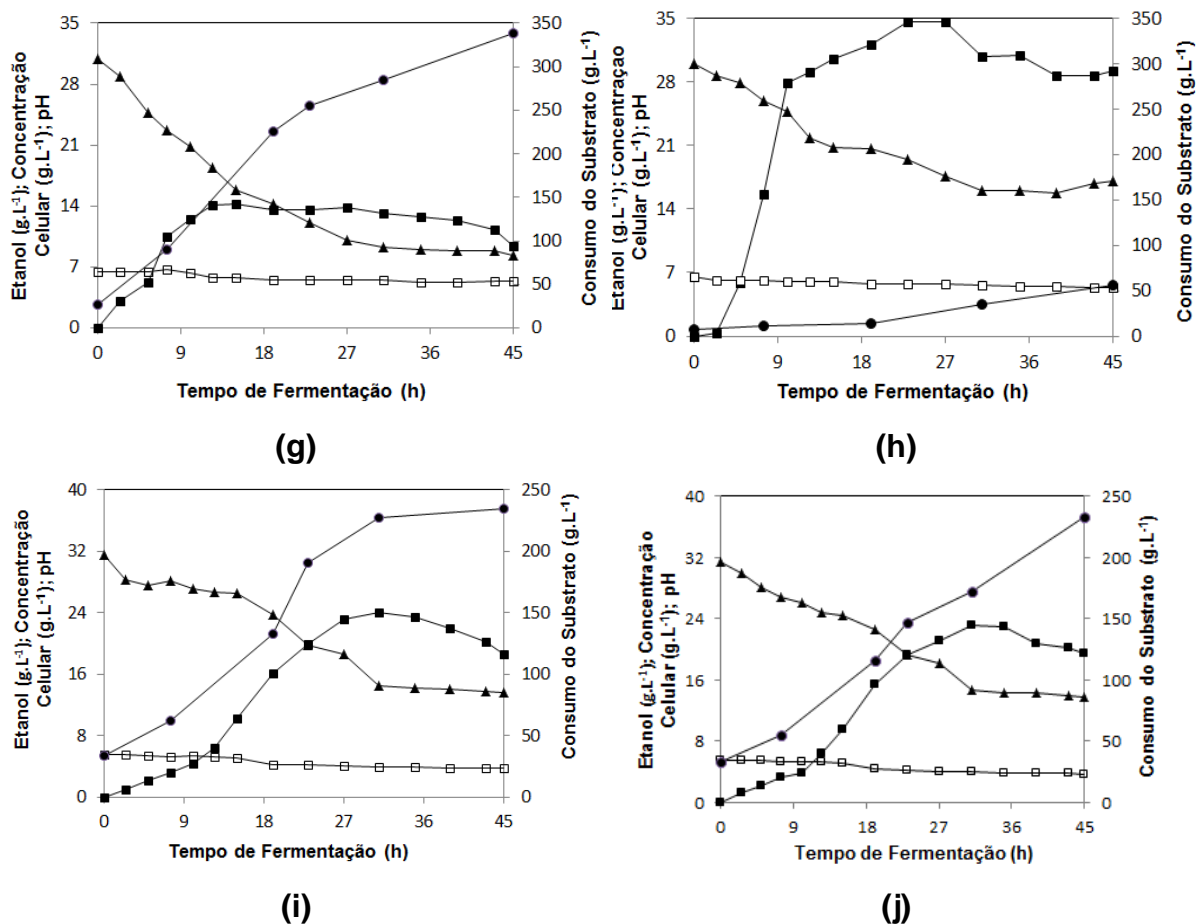 Etanol (g.L-1); Concentração
Celular (g.L-1); pH
35
28
21
14
7
0
350
300
250
200
150
100
50
0
Consumo do Substrato (g.L-1)
0 9 18 27 36 45
Tempo de Fermentação (h)
(g)
Etanol (g.L-1); Concentraçao
Celular (g.L-1); pH
35
28
21
14
7
0
350
300
250
200
150
100
50
0
Consumo do Substrato (g.L-1)
0 9 18 27 36 45
Tempo de Fermentação (h)
(h)
Etanol (g.L-1); Concentração
Celular (g.L-1); pH
40
32
24
16
8
0
250
200
150
100
50
0
Consumo do Substrato (g.L-1)
0 9 18 27 36 45
Tempo de Fermentação (h)
(i)
Etanol (g.L-1); Concentração
Celular (g.L-1); pH
40
32
24
16
8
0
250
200
150
100
50
0
Consumo do Substrato (g.L-1)
0 9 18 27 36 45
Tempo de Fermentação (h)
(j)